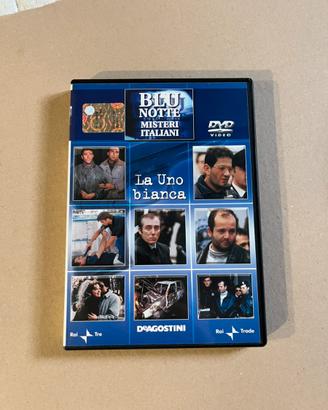 BLU
NOTTE
MISTERI
ITALIANI
DVD
VIDEO
La Uno
bianca
Rai Tre
DeAGOSTINI
Rai Trade